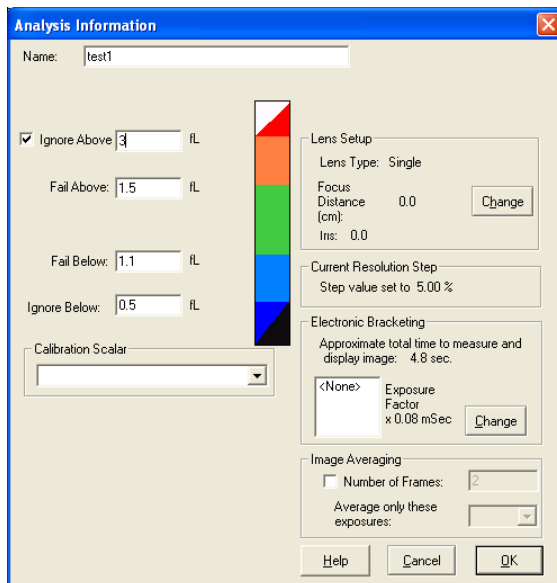 Analysis Information
Name: test1
Ignore Above 3 fL
Fail Above: 1.5 fL
Fail Below: 1.1 fL
Ignore Below: 0.5 fL
Calibration Scalar
Lens Setup
Lens Type: Single
Focus
Distance
(cm):
0.0
Change
Iris: 0.0
Current Resolution Step
Step value set to 5.00 %
Electronic Bracketing
Approximate total time to measure and
display image: 4.8 sec.
<None>
Exposure
Factor
x 0.08 mSec
Change
Image Averaging
Number of Frames: 2
Average only these
exposures:
Help Cancel OK